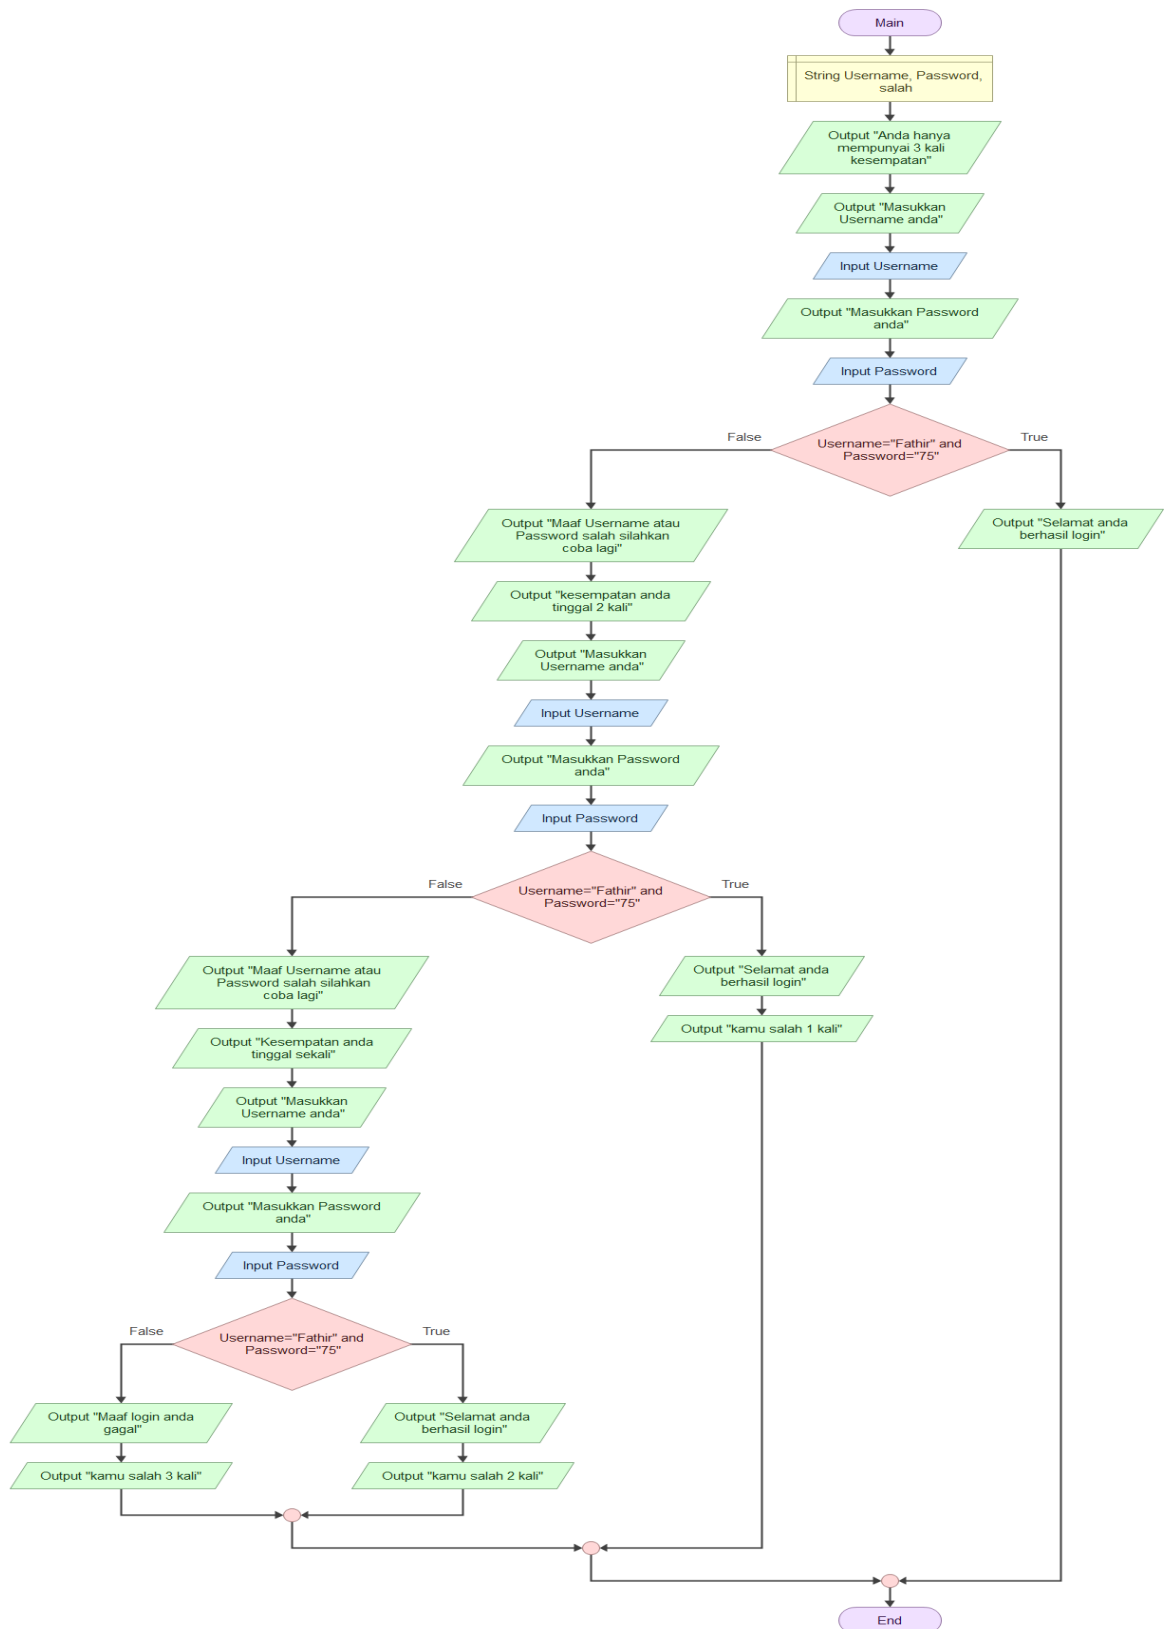 Main
String Username, Password,
salah
Output "Anda hanya
mempunyai 3 kali
kesempatan"
Output "Masukkan
Username anda"
Input Username
Output "Masukkan Password
anda"
Input Password
Username="Fathir" and
Password="75"
False
True
Output "Maaf Username atau
Password salah silahkan
coba lagi"
Output "Selamat anda
berhasil login"
Output "kesempatan anda
tinggal 2 kali"
Output "Masukkan
Username anda"
Input Username
Output "Masukkan Password
anda"
Input Password
Username="Fathir" and
Password="75"
False
True
Output "Maaf Username atau
Password salah silahkan
coba lagi"
Output "Selamat anda
berhasil login"
Output "kamu salah 1 kali"
Output "Kesempatan anda
tinggal sekali"
Output "Masukkan
Username anda"
Input Username
Output "Masukkan Password
anda"
Input Password
Username="Fathir" and
Password="75"
False
True
Output "Maaf login anda
gagal"
Output "Selamat anda
berhasil login"
Output "kamu salah 3 kali"
Output "kamu salah 2 kali"
End